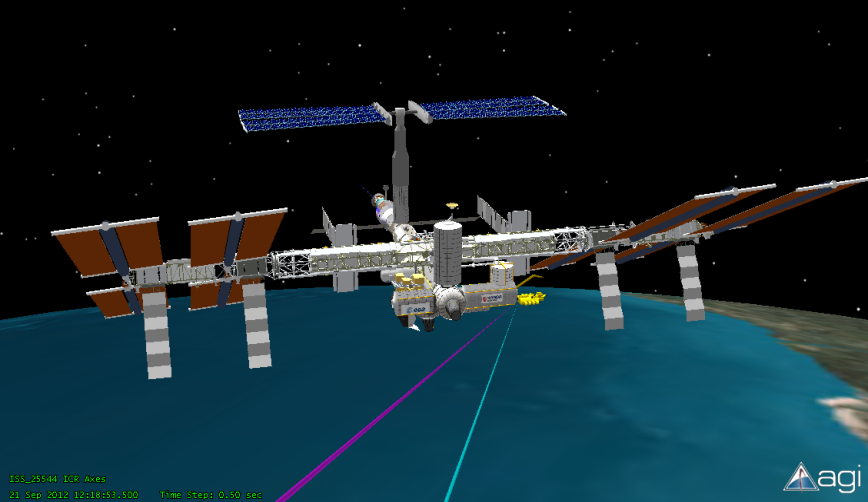 ISS_25544 ICR Axes
21 Sep 2012 12:18:53.500    Time Step: 0.50 sec
agi